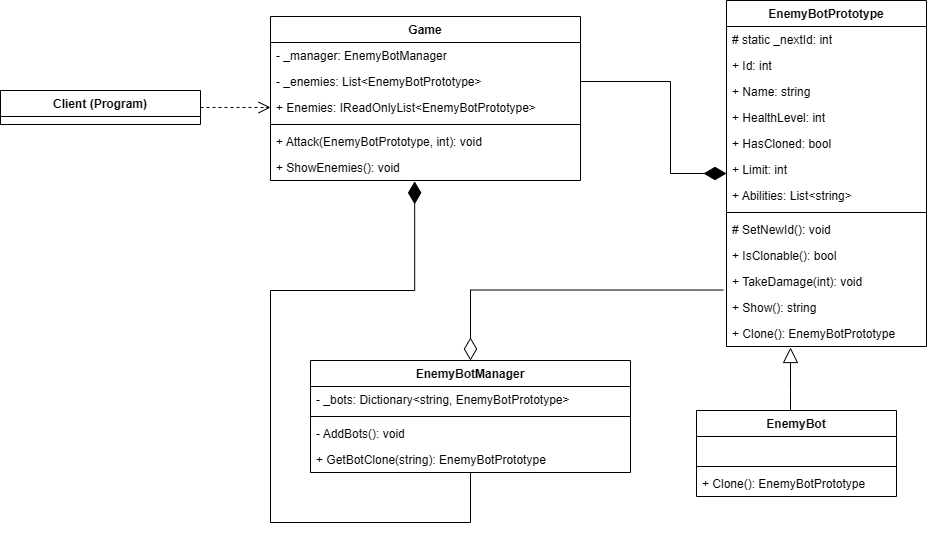 Client (Program)
Game
- _manager: EnemyBotManager
- _enemies: List<EnemyBotPrototype>
+ Enemies: IReadOnlyList<EnemyBotPrototype>
+ Attack(EnemyBotPrototype, int): void
+ ShowEnemies(): void
EnemyBotPrototype
# static _nextId: int
+ Id: int
+ Name: string
+ HealthLevel: int
+ HasCloned: bool
+ Limit: int
+ Abilities: List<string>
# SetNewId(): void
+ IsClonable(): bool
+ TakeDamage(int): void
+ Show(): string
+ Clone(): EnemyBotPrototype
EnemyBotManager
- _bots: Dictionary<string, EnemyBotPrototype>
- AddBots(): void
+ GetBotClone(string): EnemyBotPrototype
EnemyBot
+ Clone(): EnemyBotPrototype